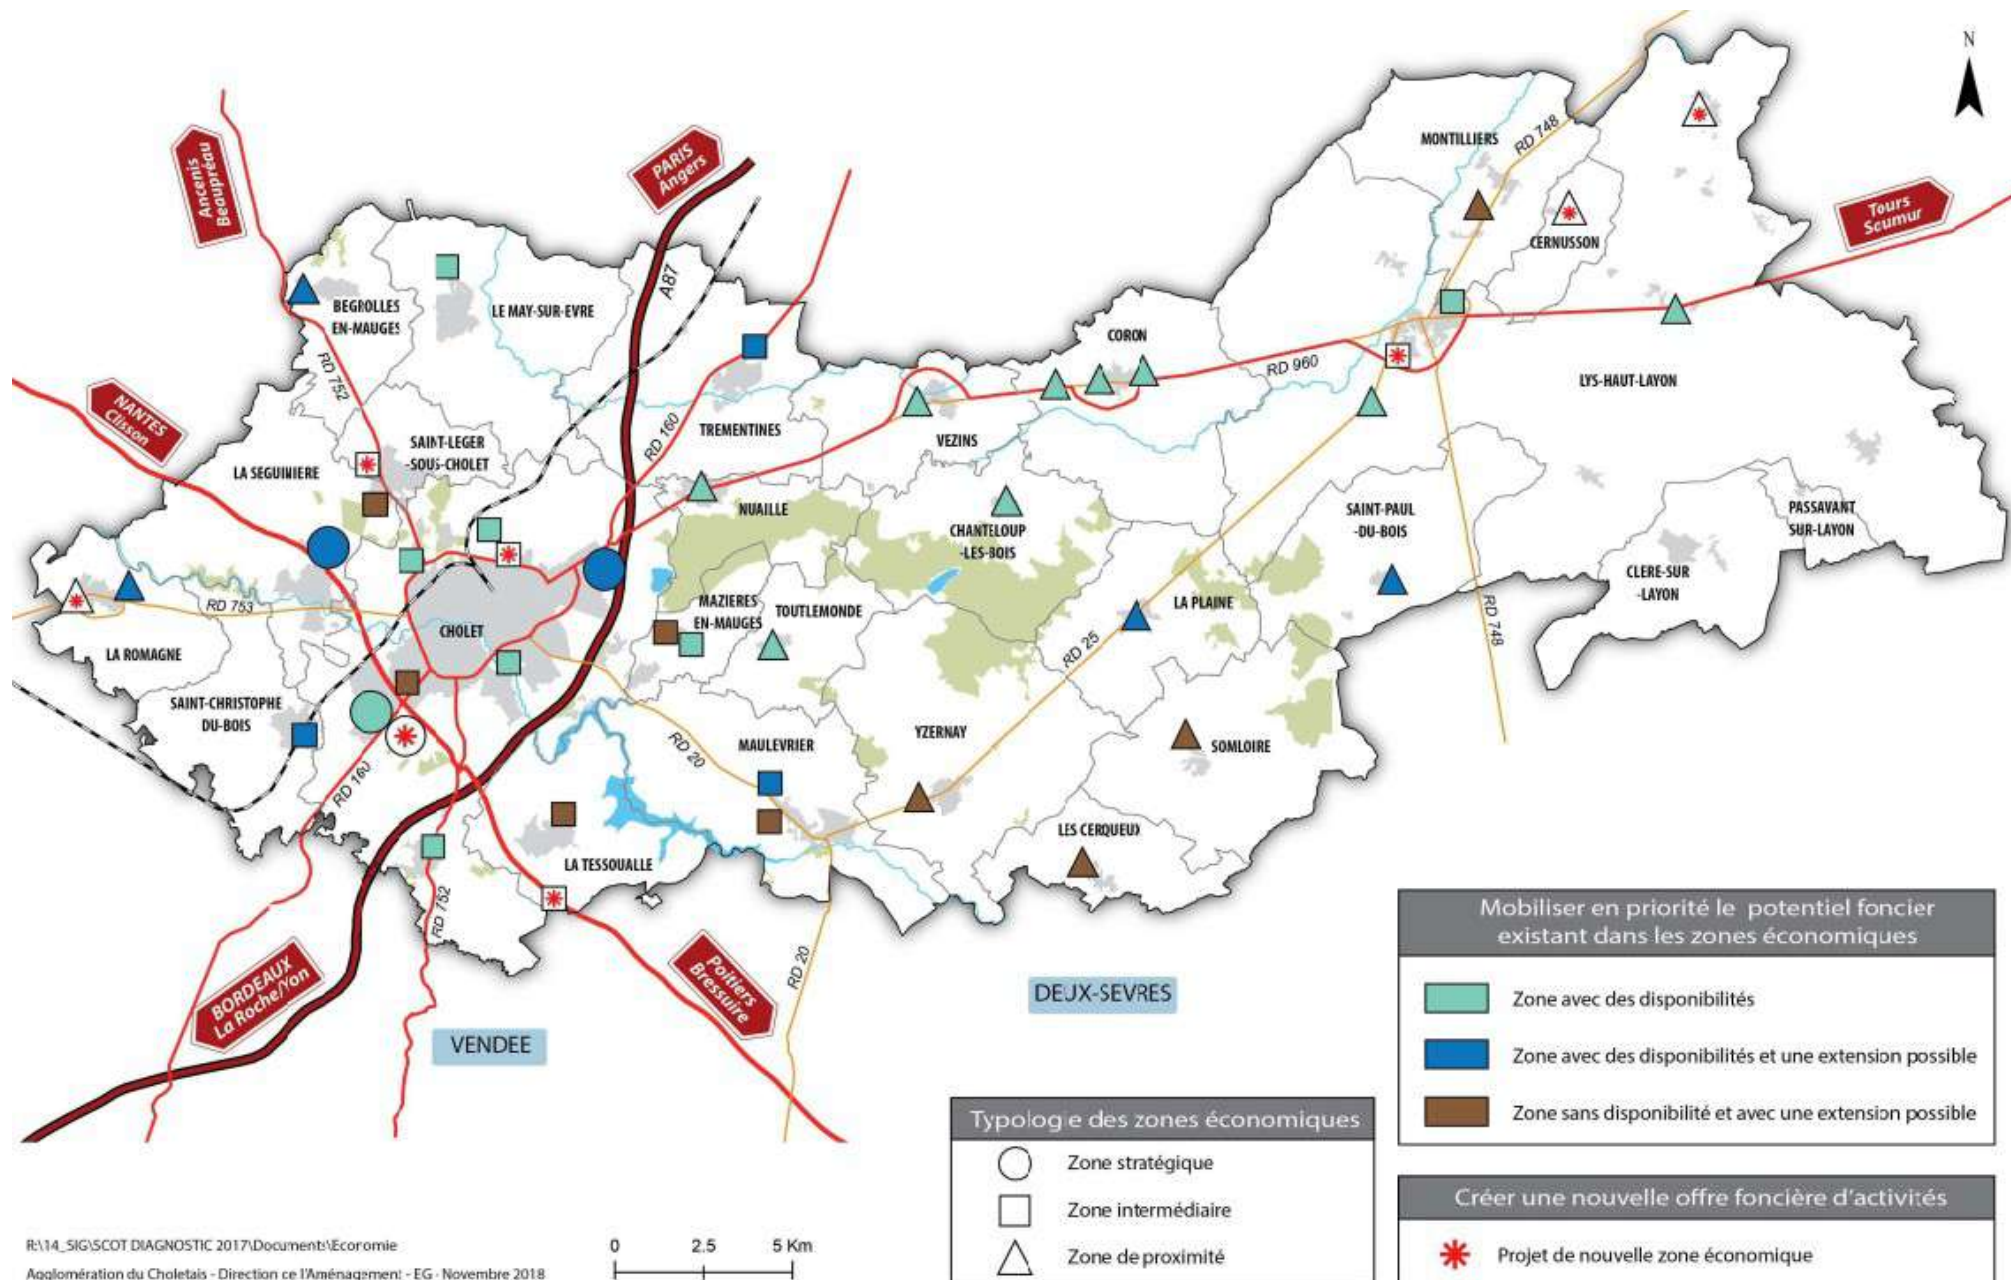 N
MONTILLIERS
RD 748
PARIS
Angers
Ancenis
Beaupréau
Tours
Scumur
CERNUSSON
A87
BEGROLLES
EN-MAUGES
LE MAY-SUR-EVRE
CORON
RD 752
RD 960
LYS-HAUT-LAYON
NANTES
Clisson
SAINT-LEGER
-SOUS-CHOLET
RD 160
TREMENTINES
VEZINS
LA SEGUINIERE
NUAILLE
CHANTELOUP
-LES-BOIS
SAINT-PAUL
-DU-BOIS
PASSAVANT
SUR-LAYON
CLERE-SUR
-LAYON
RD 753
MAZIERES
EN-MAUGES
TOUTLEMONDE
LA PLAINE
RD 748
CHOLET
LA ROMAGNE
RD 25
SAINT-CHRISTOPHE
DU-BOIS
RD 20
MAULEVRIER
YZERNAY
SOMLOIRE
RD 160
LES CERQUEUX
LA TESSOUALLE
RD 752
RD 20
BORDEAUX
La Roche/Yon
Poitiers
Bressuire
DEUX-SEVRES
VENDEE
Mobiliser en priorité le potentiel foncier
existant dans les zones économiques
Zone avec des disponibilités
Zone avec des disponibilités et une extension possible
Zone sans disponibilité et avec une extension possible
Typologie des zones économiques
Zone stratégique
Zone intermédiaire
Zone de proximité
Créer une nouvelle offre foncière d'activités
Projet de nouvelle zone économique
R:\14_SIG\SCOT DIAGNOSTIC 2017\Documents\Economie
Agglomération du Choletais - Direction ce l'Aménagement - EG - Novembre 2018
0 2.5 5 Km